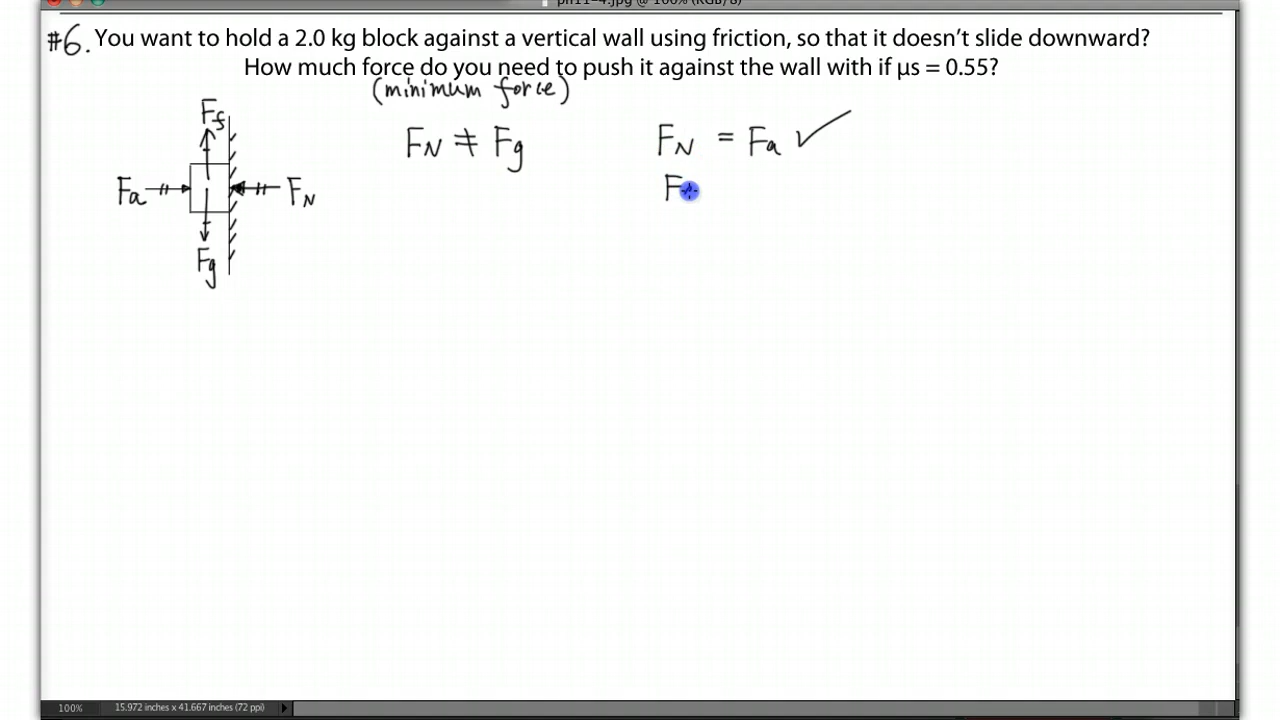 #6. You want to hold a 2.0 kg block against a vertical wall using friction, so that it doesn't slide downward?
How much force do you need to push it against the wall with if μs = 0.55?
(minimum force)
Ff
FN ≠ Fg
FN = Fa ✓
F
Fa
FN
Fg
100%
15.972 inches x 41.667 inches (72 ppi)